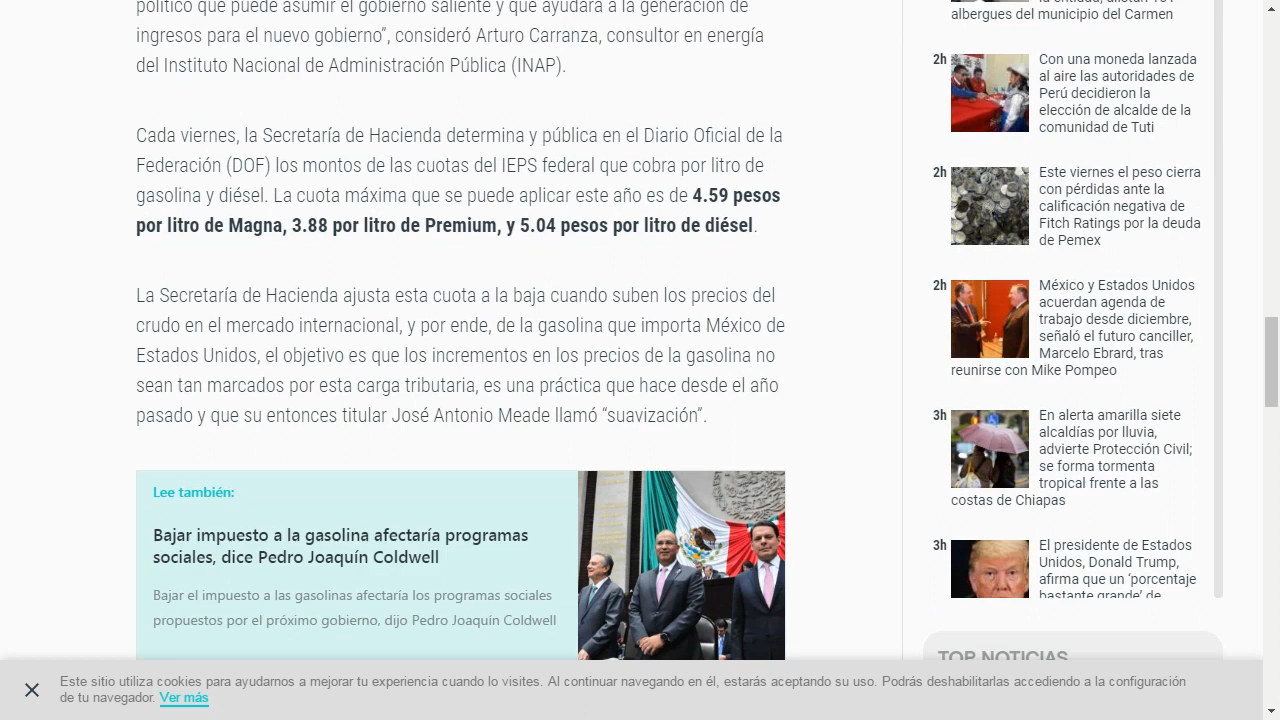 político que puede asumir el gobierno saliente y que ayudará a la generación de
ingresos para el nuevo gobierno”, consideró Arturo Carranza, consultor en energía
del Instituto Nacional de Administración Pública (INAP).
Cada viernes, la Secretaría de Hacienda determina y pública en el Diario Oficial de la
Federación (DOF) los montos de las cuotas del IEPS federal que cobra por litro de
gasolina y diésel. La cuota máxima que se puede aplicar este año es de 4.59 pesos
por litro de Magna, 3.88 por litro de Premium, y 5.04 pesos por litro de diésel.
La Secretaría de Hacienda ajusta esta cuota a la baja cuando suben los precios del
crudo en el mercado internacional, y por ende, de la gasolina que importa México de
Estados Unidos, el objetivo es que los incrementos en los precios de la gasolina no
sean tan marcados por esta carga tributaria, es una práctica que hace desde el año
pasado y que su entonces titular José Antonio Meade llamó “suavización”.
Lee también:
Bajar impuesto a la gasolina afectaría programas
sociales, dice Pedro Joaquín Coldwell
Bajar el impuesto a las gasolinas afectaría los programas sociales
propuestos por el próximo gobierno, dijo Pedro Joaquín Coldwell
albergues del municipio del Carmen
2h Con una moneda lanzada
al aire las autoridades de
Perú decidieron la
elección de alcalde de la
comunidad de Tuti
2h Este viernes el peso cierra
con pérdidas ante la
calificación negativa de
Fitch Ratings por la deuda
de Pemex
2h México y Estados Unidos
acuerdan agenda de
trabajo desde diciembre,
señaló el futuro canciller,
Marcelo Ebrard, tras
reunirse con Mike Pompeo
3h En alerta amarilla siete
alcaldías por lluvia,
advierte Protección Civil;
se forma tormenta
tropical frente a las
costas de Chiapas
3h El presidente de Estados
Unidos, Donald Trump,
afirma que un ‘porcentaje
bastante grande’ de
TOP NOTICIAS
Este sitio utiliza cookies para ayudarnos a mejorar tu experiencia cuando lo visites. Al continuar navegando en él, estarás aceptando su uso. Podrás deshabilitarlas accediendo a la configuración
de tu navegador. Ver más